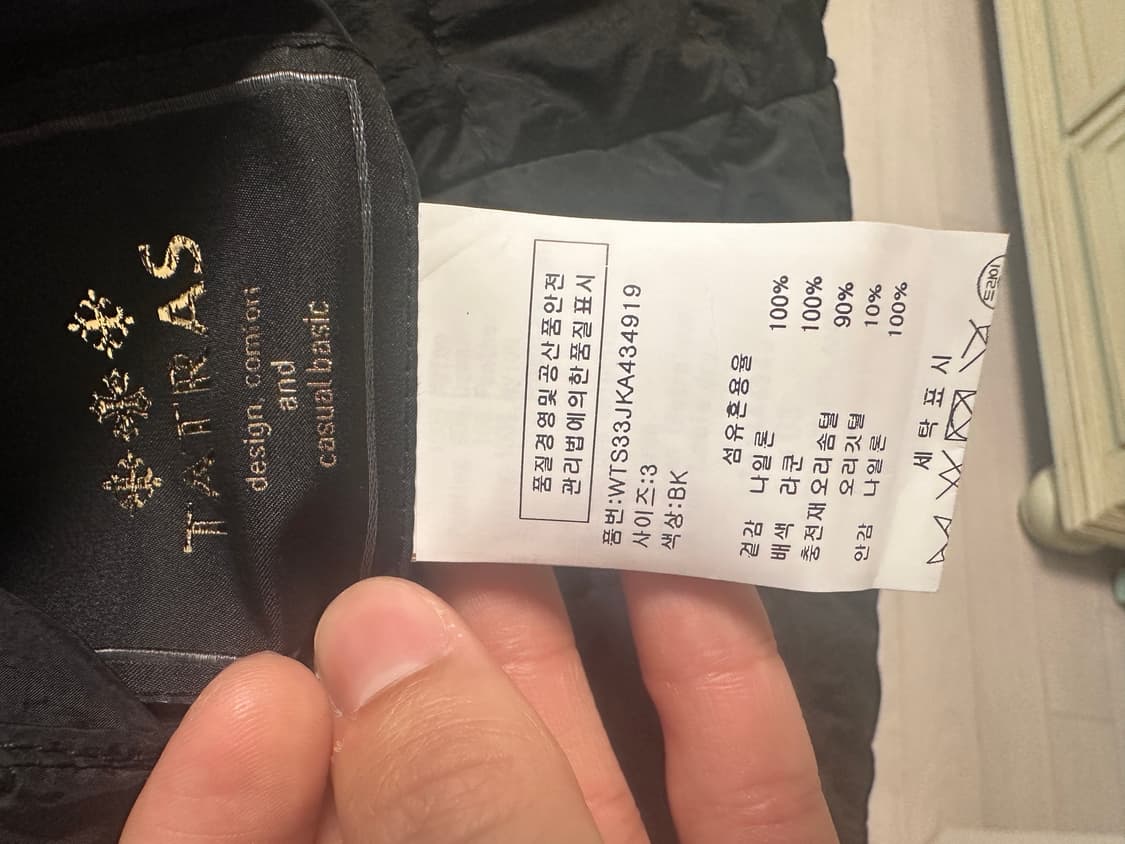 TATRAS
design, comfort
and
casual basic
품질경영및공산품안전
관리법에의한품질표시
품번:WTS33JKA434919
사이즈:3
색상:BK
섬유혼용율
겉감 나일론 100%
배색 라쿤 100%
충전재 오리솜털 90%
오리깃털 10%
안감 나일론 100%
세 탁 표 시
드라이